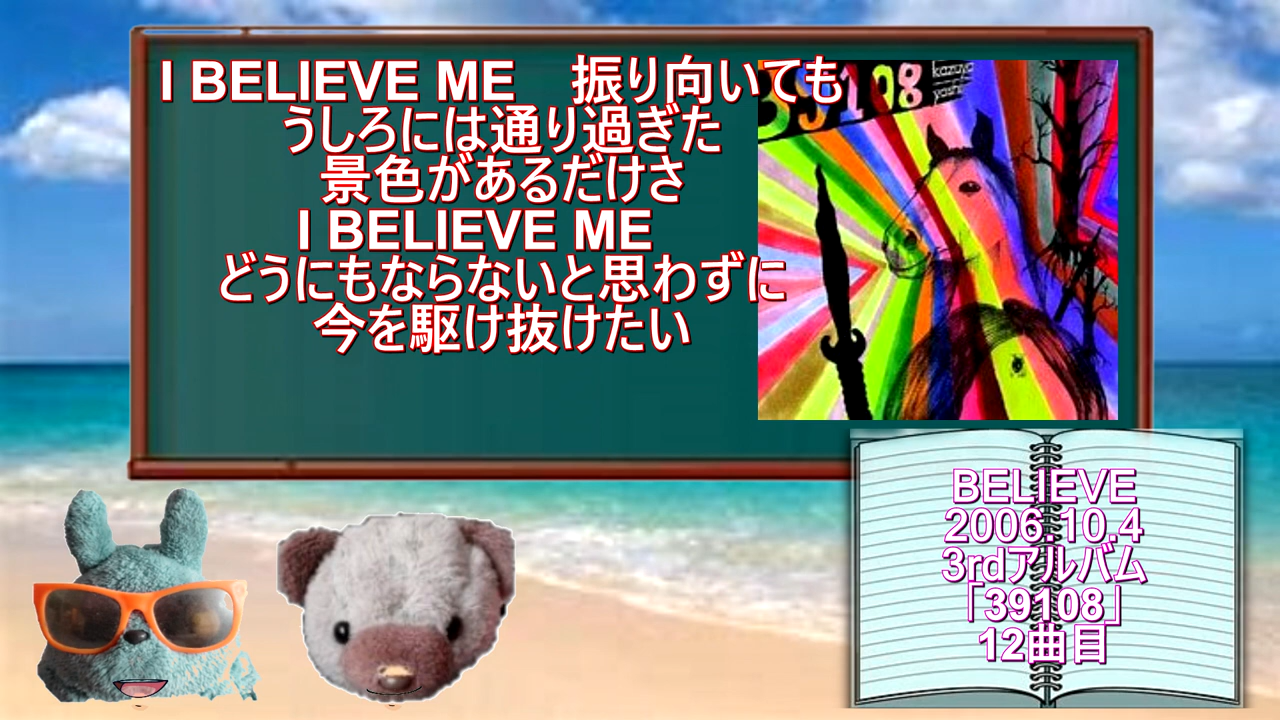 I BELIEVE ME　振り向いても
うしろには通り過ぎた
景色があるだけさ
I BELIEVE ME
どうにもならないと思わずに
今を駆け抜けたい
39108
kazuya
yoshii
BELIEVE
2006.10.4
3rdアルバム
「39108」
12曲目